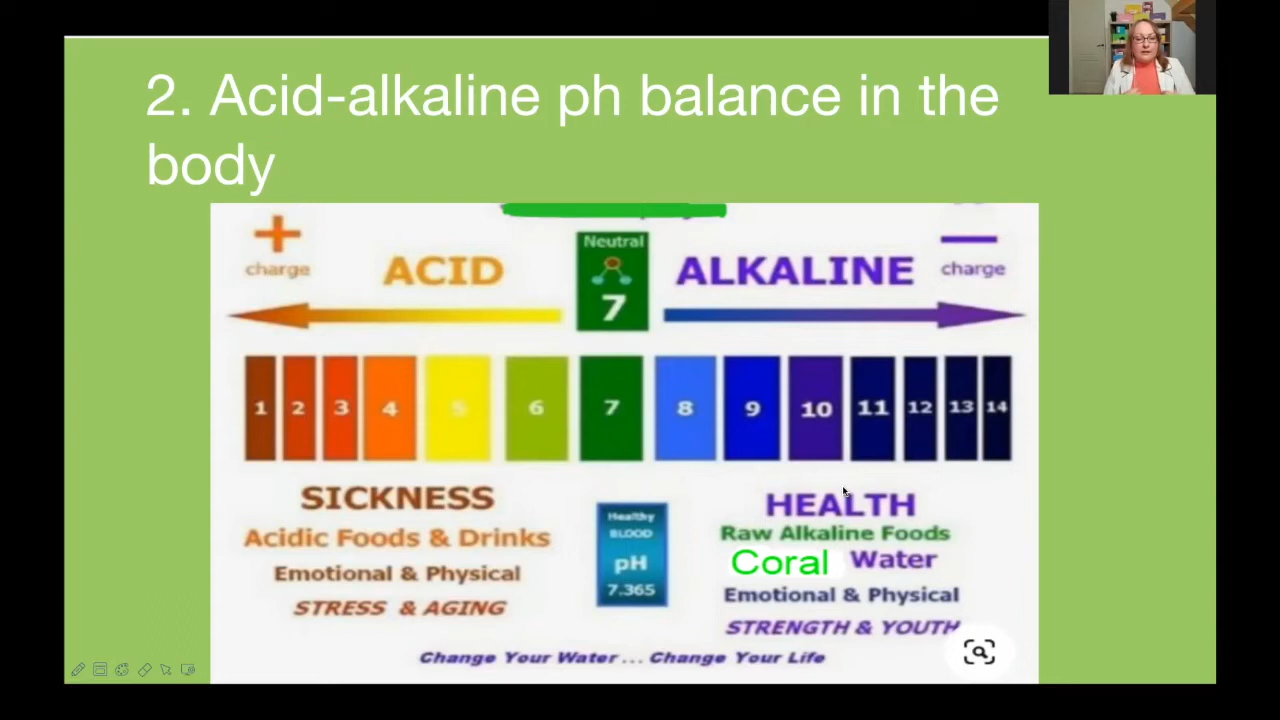 2. Acid-alkaline ph balance in the
body
+
charge
ACID
Neutral
7
ALKALINE
charge
1 2 3 4 5 6 7 8 9 10 11 12 13 14
SICKNESS
Acidic Foods & Drinks
Emotional & Physical
STRESS & AGING
Healthy
BLOOD
pH
7.365
HEALTH
Raw Alkaline Foods
Coral Water
Emotional & Physical
STRENGTH & YOUTH
Change Your Water ... Change Your Life